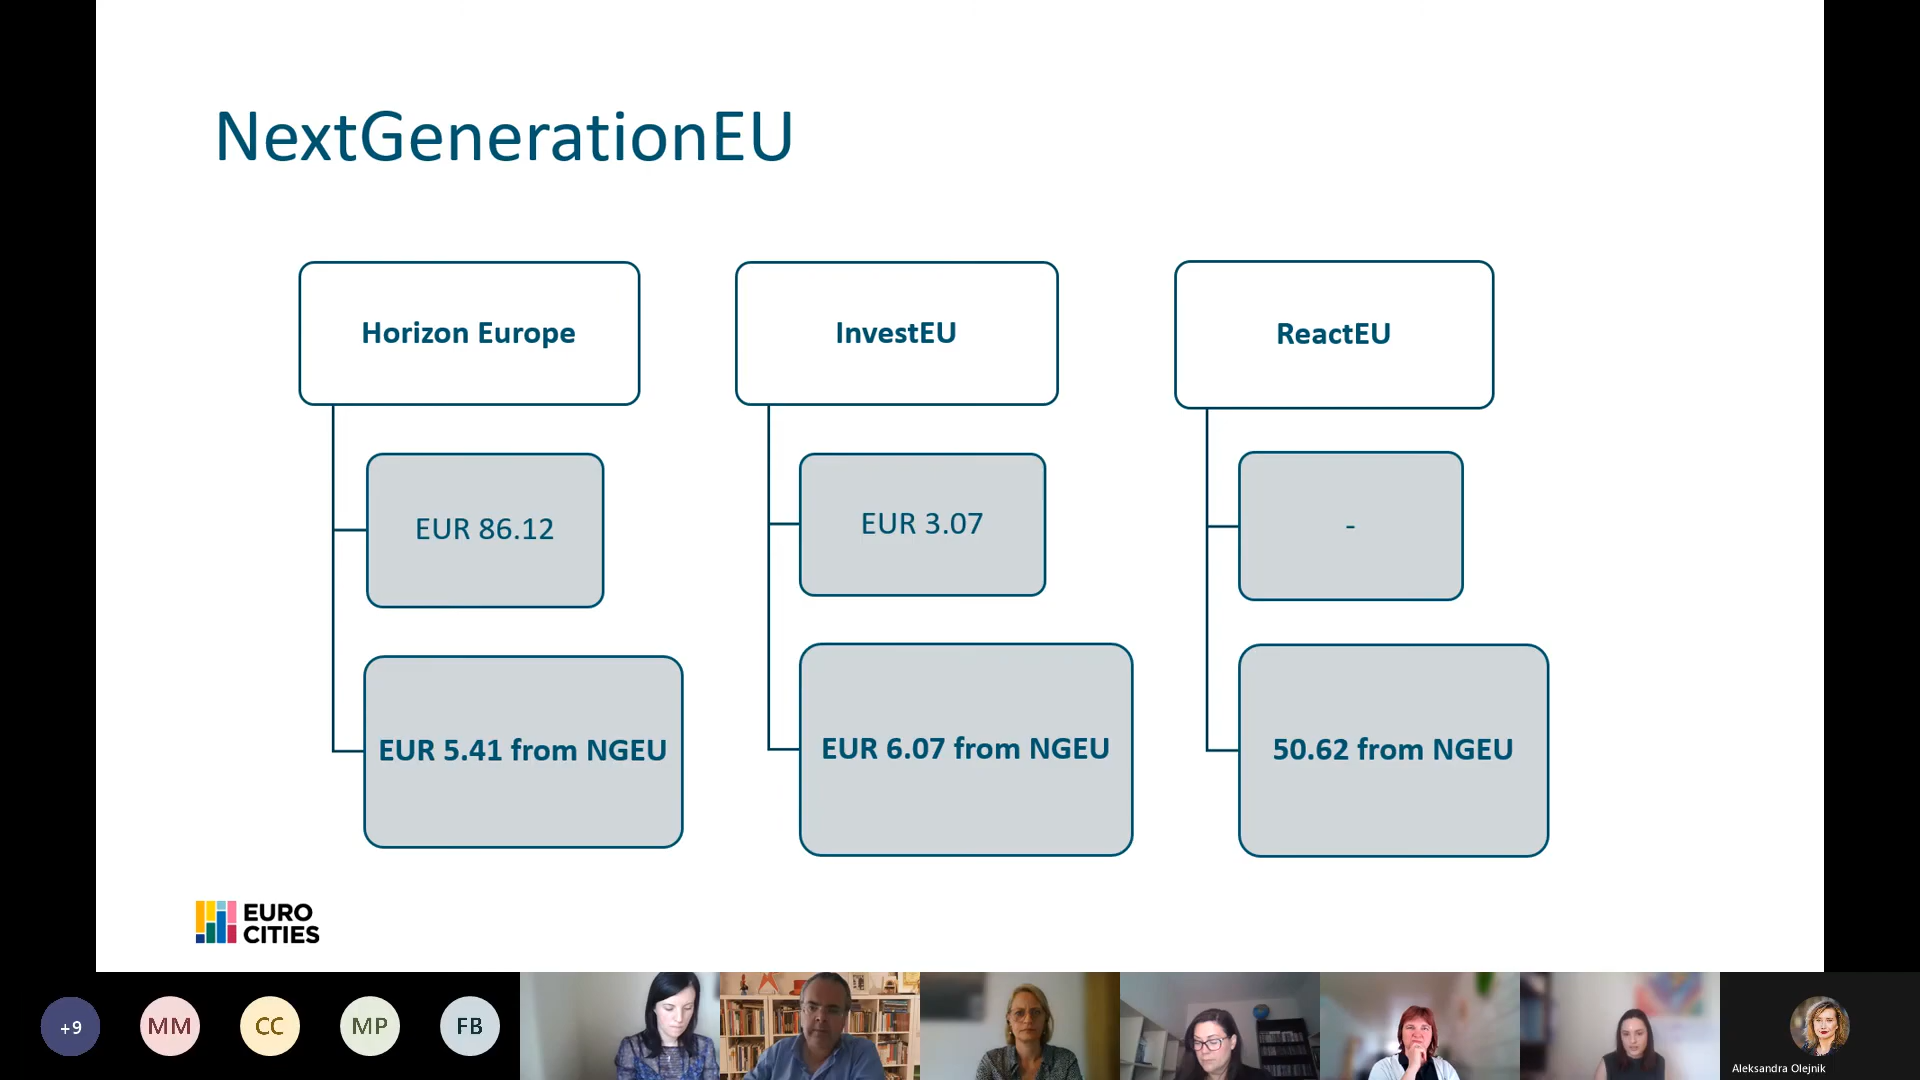 NextGenerationEU
Horizon Europe
InvestEU
ReactEU
EUR 86.12
EUR 3.07
-
EUR 5.41 from NGEU
EUR 6.07 from NGEU
50.62 from NGEU
EURO
CITIES
+9
MM
CC
MP
FB
Aleksandra Olejnik